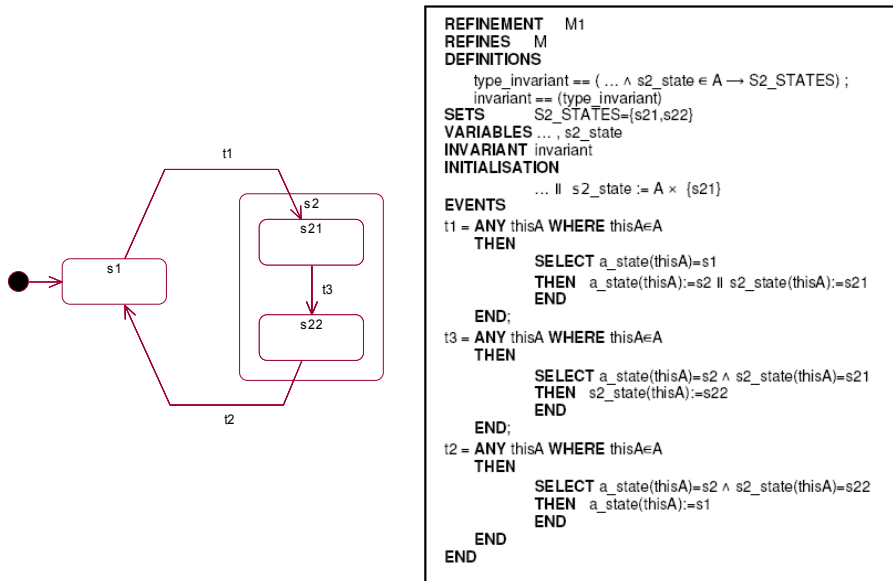 t1
s2
s21
s1
t3
s22
t2
REFINEMENT M1
REFINES M
DEFINITIONS
type_invariant == ( ... ∧ s2_state ∈ A → S2_STATES) ;
invariant == (type_invariant)
SETS S2_STATES={s21,s22}
VARIABLES ... , s2_state
INVARIANT invariant
INITIALISATION
... || s2_state := A × {s21}
EVENTS
t1 = ANY thisA WHERE thisA∈A
THEN
SELECT a_state(thisA)=s1
THEN a_state(thisA):=s2 || s2_state(thisA):=s21
END
END;
t3 = ANY thisA WHERE thisA∈A
THEN
SELECT a_state(thisA)=s2 ∧ s2_state(thisA)=s21
THEN s2_state(thisA):=s22
END
END;
t2 = ANY thisA WHERE thisA∈A
THEN
SELECT a_state(thisA)=s2 ∧ s2_state(thisA)=s22
THEN a_state(thisA):=s1
END
END
END